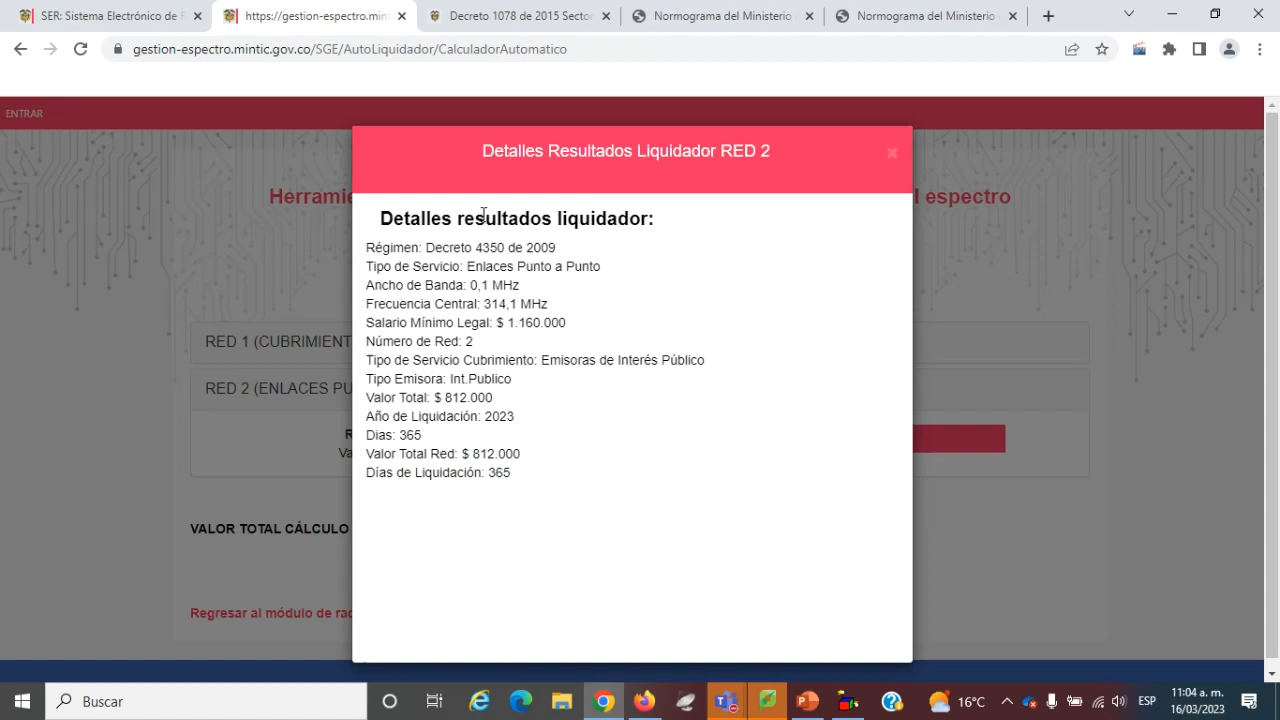 SER: Sistema Electrónico de R
https://gestion-espectro.mint
Decreto 1078 de 2015 Sector
Normograma del Ministerio
Normograma del Ministerio
gestion-espectro.mintic.gov.co/SGE/AutoLiquidador/CalculadorAutomatico
ENTRAR
Detalles Resultados Liquidador RED 2
Herramie
l espectro
Detalles resultados liquidador:
Régimen: Decreto 4350 de 2009
Tipo de Servicio: Enlaces Punto a Punto
Ancho de Banda: 0,1 MHz
Frecuencia Central: 314,1 MHz
Salario Mínimo Legal: $ 1.160.000
RED 1 (CUBRIMIENT
Número de Red: 2
Tipo de Servicio Cubrimiento: Emisoras de Interés Público
Tipo Emisora: Int.Publico
RED 2 (ENLACES PU
Valor Total: $ 812.000
Año de Liquidación: 2023
Dias: 365
R
Valor Total Red: $ 812.000
Va
Días de Liquidación: 365
VALOR TOTAL CÁLCULO
Regresar al módulo de rad
Buscar
16°C
ESP
11:04 a. m.
16/03/2023